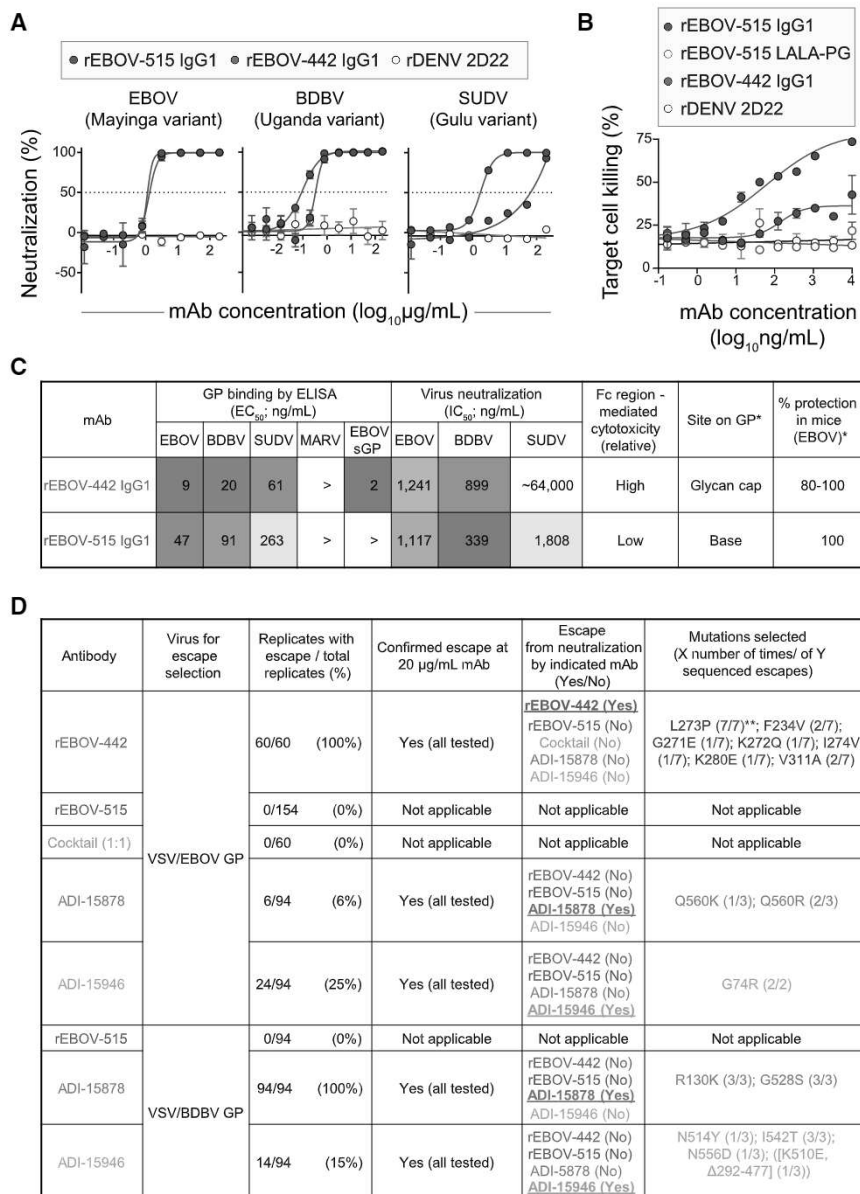 A
● rEBOV-515 IgG1 ● rEBOV-442 IgG1 ○ rDENV 2D22
EBOV
(Mayinga variant)
BDBV
(Uganda variant)
SUDV
(Gulu variant)
Neutralization (%)
100
50
0
-50
0 1 2
-1 0 1 2
-1 0 1 2
mAb concentration (log10µg/mL)
B
● rEBOV-515 IgG1
○ rEBOV-515 LALA-PG
● rEBOV-442 IgG1
○ rDENV 2D22
Target cell killing (%)
75
50
25
0
-1 0 1 2 3 4
mAb concentration
(log10ng/mL)
C
mAb
GP binding by ELISA
(EC50; ng/mL)
Virus neutralization
(IC50; ng/mL)
Fc region -
mediated
cytotoxicity
(relative)
Site on GP*
% protection
in mice
(EBOV)*
EBOV BDBV SUDV MARV EBOV sGP EBOV BDBV SUDV
rEBOV-442 IgG1 9 20 61 > 2 1,241 899 ~64,000 High Glycan cap 80-100
rEBOV-515 IgG1 47 91 263 > > 1,117 339 1,808 Low Base 100
D
Antibody
Virus for
escape
selection
Replicates with
escape / total
replicates (%)
Confirmed escape at
20 µg/mL mAb
Escape
from neutralization
by indicated mAb
(Yes/No)
Mutations selected
(X number of times/ of Y
sequenced escapes)
rEBOV-442
VSV/EBOV GP
60/60 (100%)
Yes (all tested)
rEBOV-442 (Yes)
rEBOV-515 (No)
Cocktail (No)
ADI-15878 (No)
ADI-15946 (No)
L273P (7/7)**; F234V (2/7);
G271E (1/7); K272Q (1/7); I274V
(1/7); K280E (1/7); V311A (2/7)
rEBOV-515 0/154 (0%) Not applicable Not applicable Not applicable
Cocktail (1:1) 0/60 (0%) Not applicable Not applicable Not applicable
ADI-15878
6/94 (6%)
Yes (all tested)
rEBOV-442 (No)
rEBOV-515 (No)
ADI-15878 (Yes)
ADI-15946 (No)
Q560K (1/3); Q560R (2/3)
ADI-15946
24/94 (25%)
Yes (all tested)
rEBOV-442 (No)
rEBOV-515 (No)
ADI-15878 (No)
ADI-15946 (Yes)
G74R (2/2)
rEBOV-515 0/94 (0%) Not applicable Not applicable Not applicable
VSV/BDBV GP
ADI-15878
94/94 (100%)
Yes (all tested)
rEBOV-442 (No)
rEBOV-515 (No)
ADI-15878 (Yes)
ADI-15946 (No)
R130K (3/3); G528S (3/3)
ADI-15946
14/94 (15%)
Yes (all tested)
rEBOV-442 (No)
rEBOV-515 (No)
ADI-5878 (No)
ADI-15946 (Yes)
N514Y (1/3); I542T (3/3);
N556D (1/3); ([K510E,
Δ292-477] (1/3))